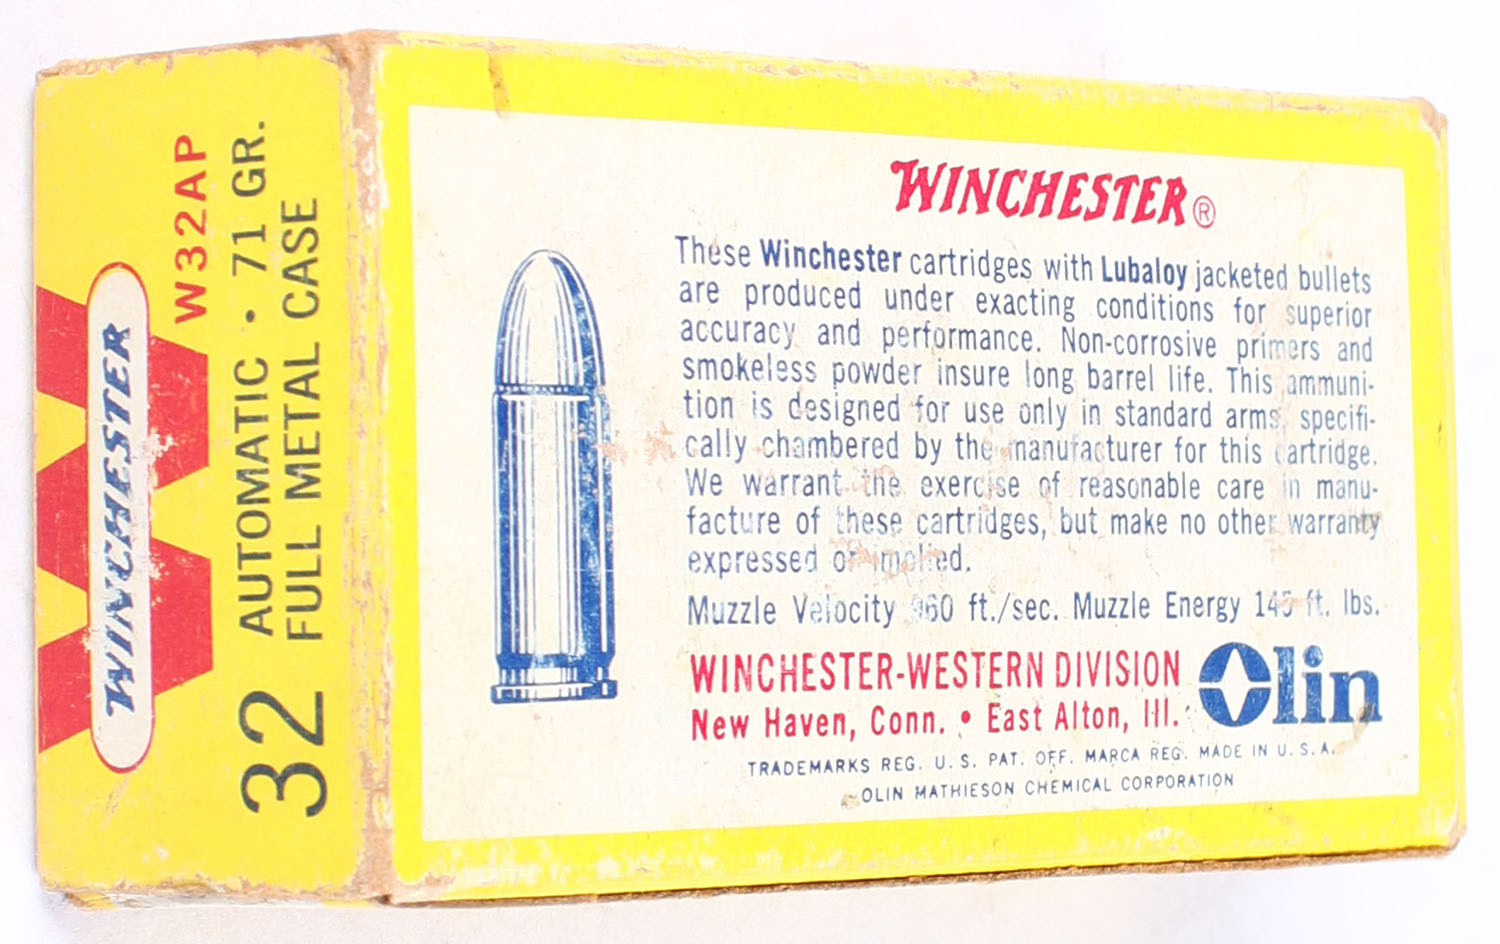 WINCHESTER
W32AP
32 AUTOMATIC • 71 GR.
FULL METAL CASE
WINCHESTER®
These Winchester cartridges with Lubaloy jacketed bullets
are produced under exacting conditions for superior
accuracy and performance. Non-corrosive primers and
smokeless powder insure long barrel life. This ammuni-
tion is designed for use only in standard arms, specifi-
cally chambered by the manufacturer for this cartridge.
We warrant the exercise of reasonable care in manu-
facture of these cartridges, but make no other warranty
expressed or implied.
Muzzle Velocity 960 ft./sec. Muzzle Energy 145 ft. lbs.
WINCHESTER-WESTERN DIVISION
New Haven, Conn. • East Alton, Ill.
Olin
TRADEMARKS REG. U. S. PAT. OFF. MARCA REG. MADE IN U. S. A.
OLIN MATHIESON CHEMICAL CORPORATION